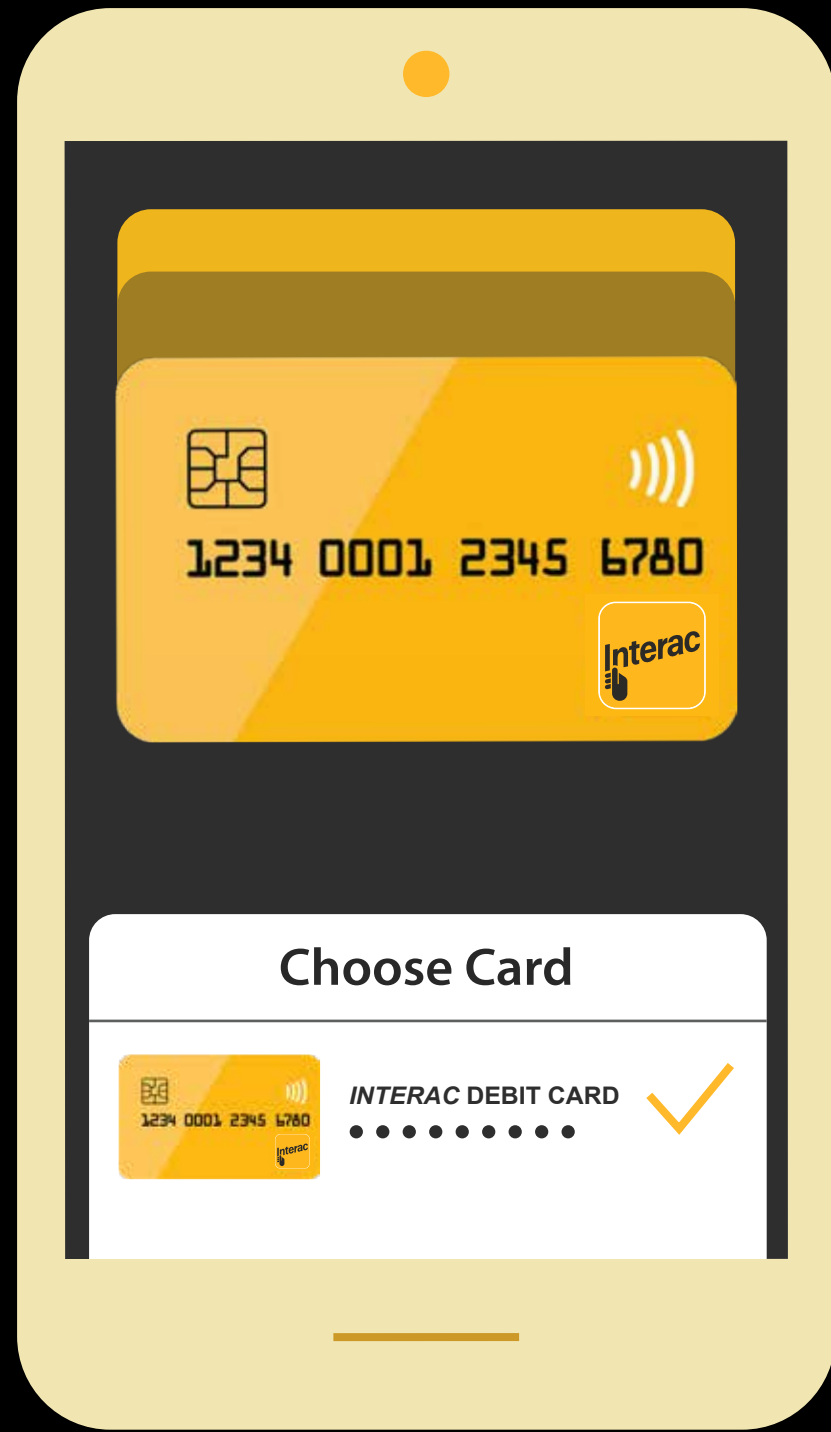 1234 0001 2345 6780
Interac
Choose Card
INTERAC DEBIT CARD
1234 0001 2345 6780
Interac